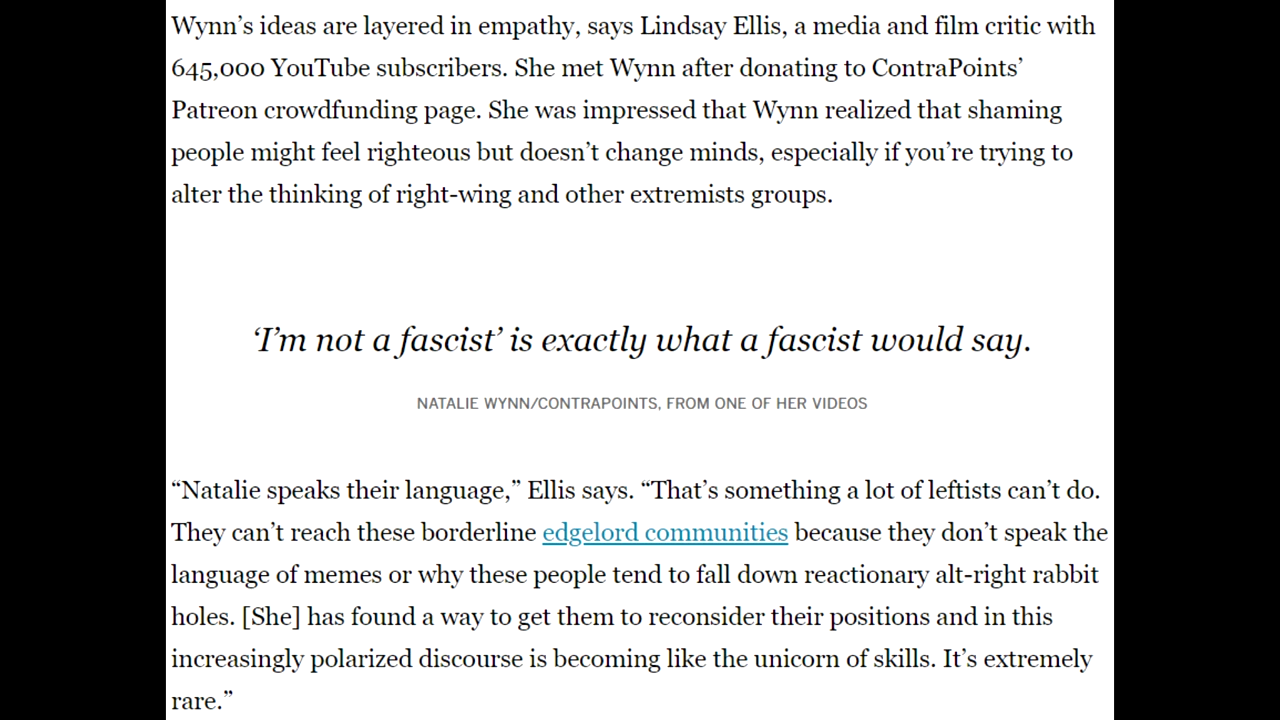 Wynn’s ideas are layered in empathy, says Lindsay Ellis, a media and film critic with
645,000 YouTube subscribers. She met Wynn after donating to ContraPoints’
Patreon crowdfunding page. She was impressed that Wynn realized that shaming
people might feel righteous but doesn’t change minds, especially if you’re trying to
alter the thinking of right-wing and other extremists groups.
‘I’m not a fascist’ is exactly what a fascist would say.
NATALIE WYNN/CONTRAPOINTS, FROM ONE OF HER VIDEOS
“Natalie speaks their language,” Ellis says. “That’s something a lot of leftists can’t do.
They can’t reach these borderline edgelord communities because they don’t speak the
language of memes or why these people tend to fall down reactionary alt-right rabbit
holes. [She] has found a way to get them to reconsider their positions and in this
increasingly polarized discourse is becoming like the unicorn of skills. It’s extremely
rare.”